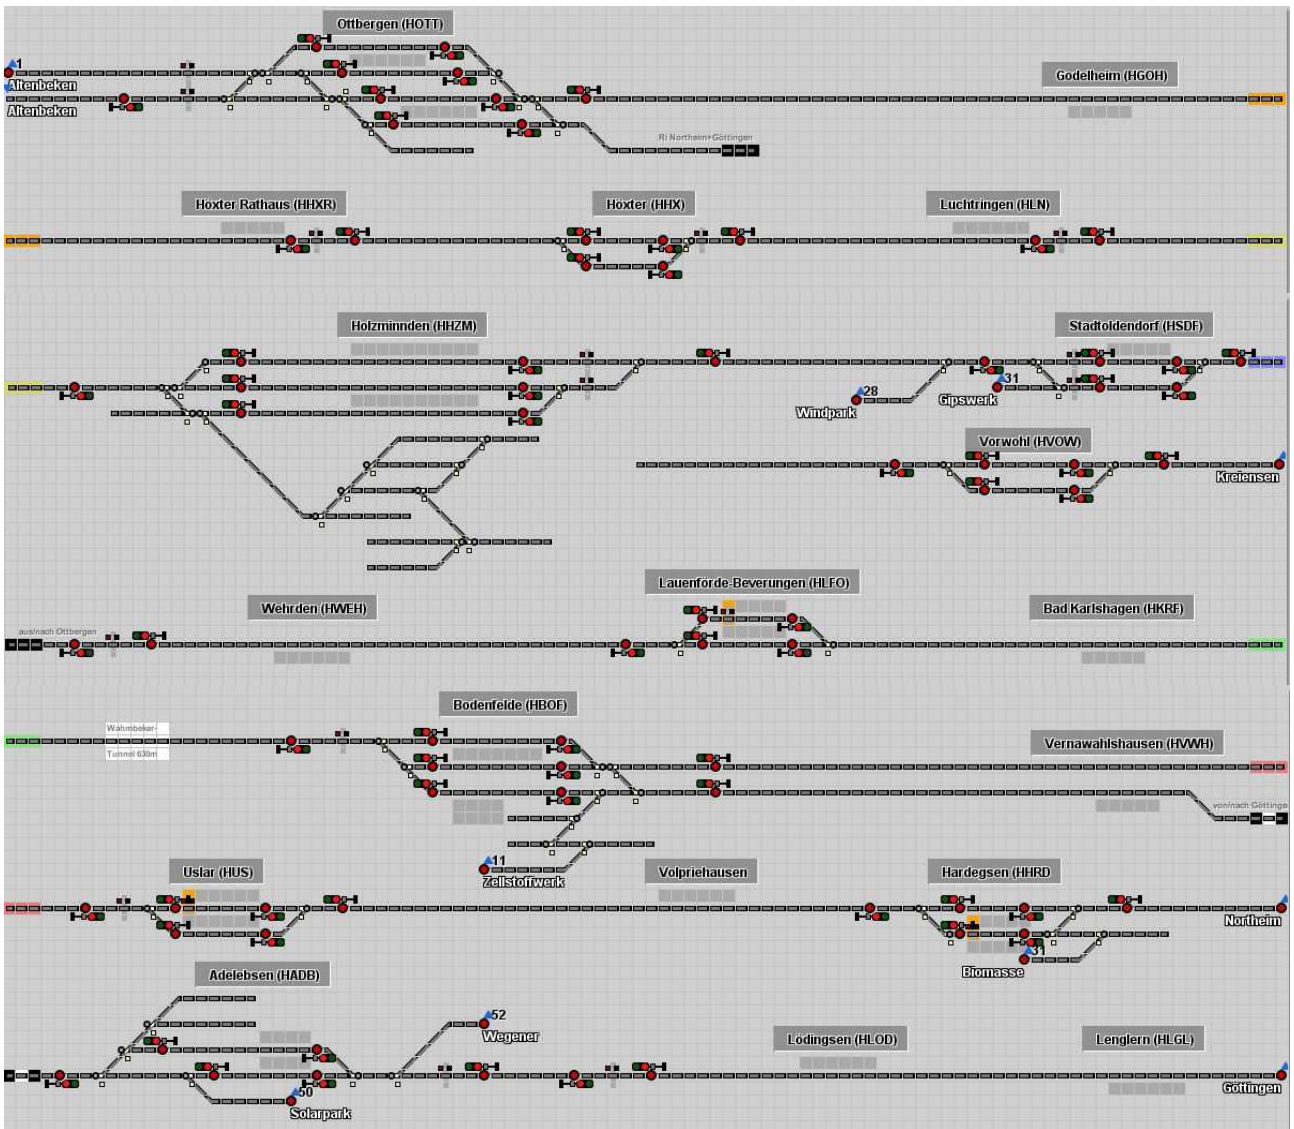 Ottbergen (HOTT)
1
Altenbeken
Altenbeken
Godelheim (HGOH)
Ri Northeim+Göttingen
Höxter Rathaus (HHXR)
Höxter (HHX)
Luchtringen (HLN)
Holzminnden (HHZM)
Stadtoldendorf (HSDF)
28
Windpark
31
Gipswerk
Vorwohl (HVOW)
Kreiensen
Lauenförde-Beverungen (HLFO)
Wehrden (HWEH)
Bad Karlshagen (HKRF)
aus/nach Ottbergen
Bodenfelde (HBOF)
Wahmbeker-
Tunnel 630m
Vernawahlshausen (HVWH)
von/nach Göttinge
11
Zellstoffwerk
Uslar (HUS)
Volpriehausen
Hardegsen (HHRD
Northeim
31
Biomasse
Adelebsen (HADB)
52
Wegener
Lödingsen (HLOD)
Lenglern (HLGL)
50
Solarpark
Göttingen